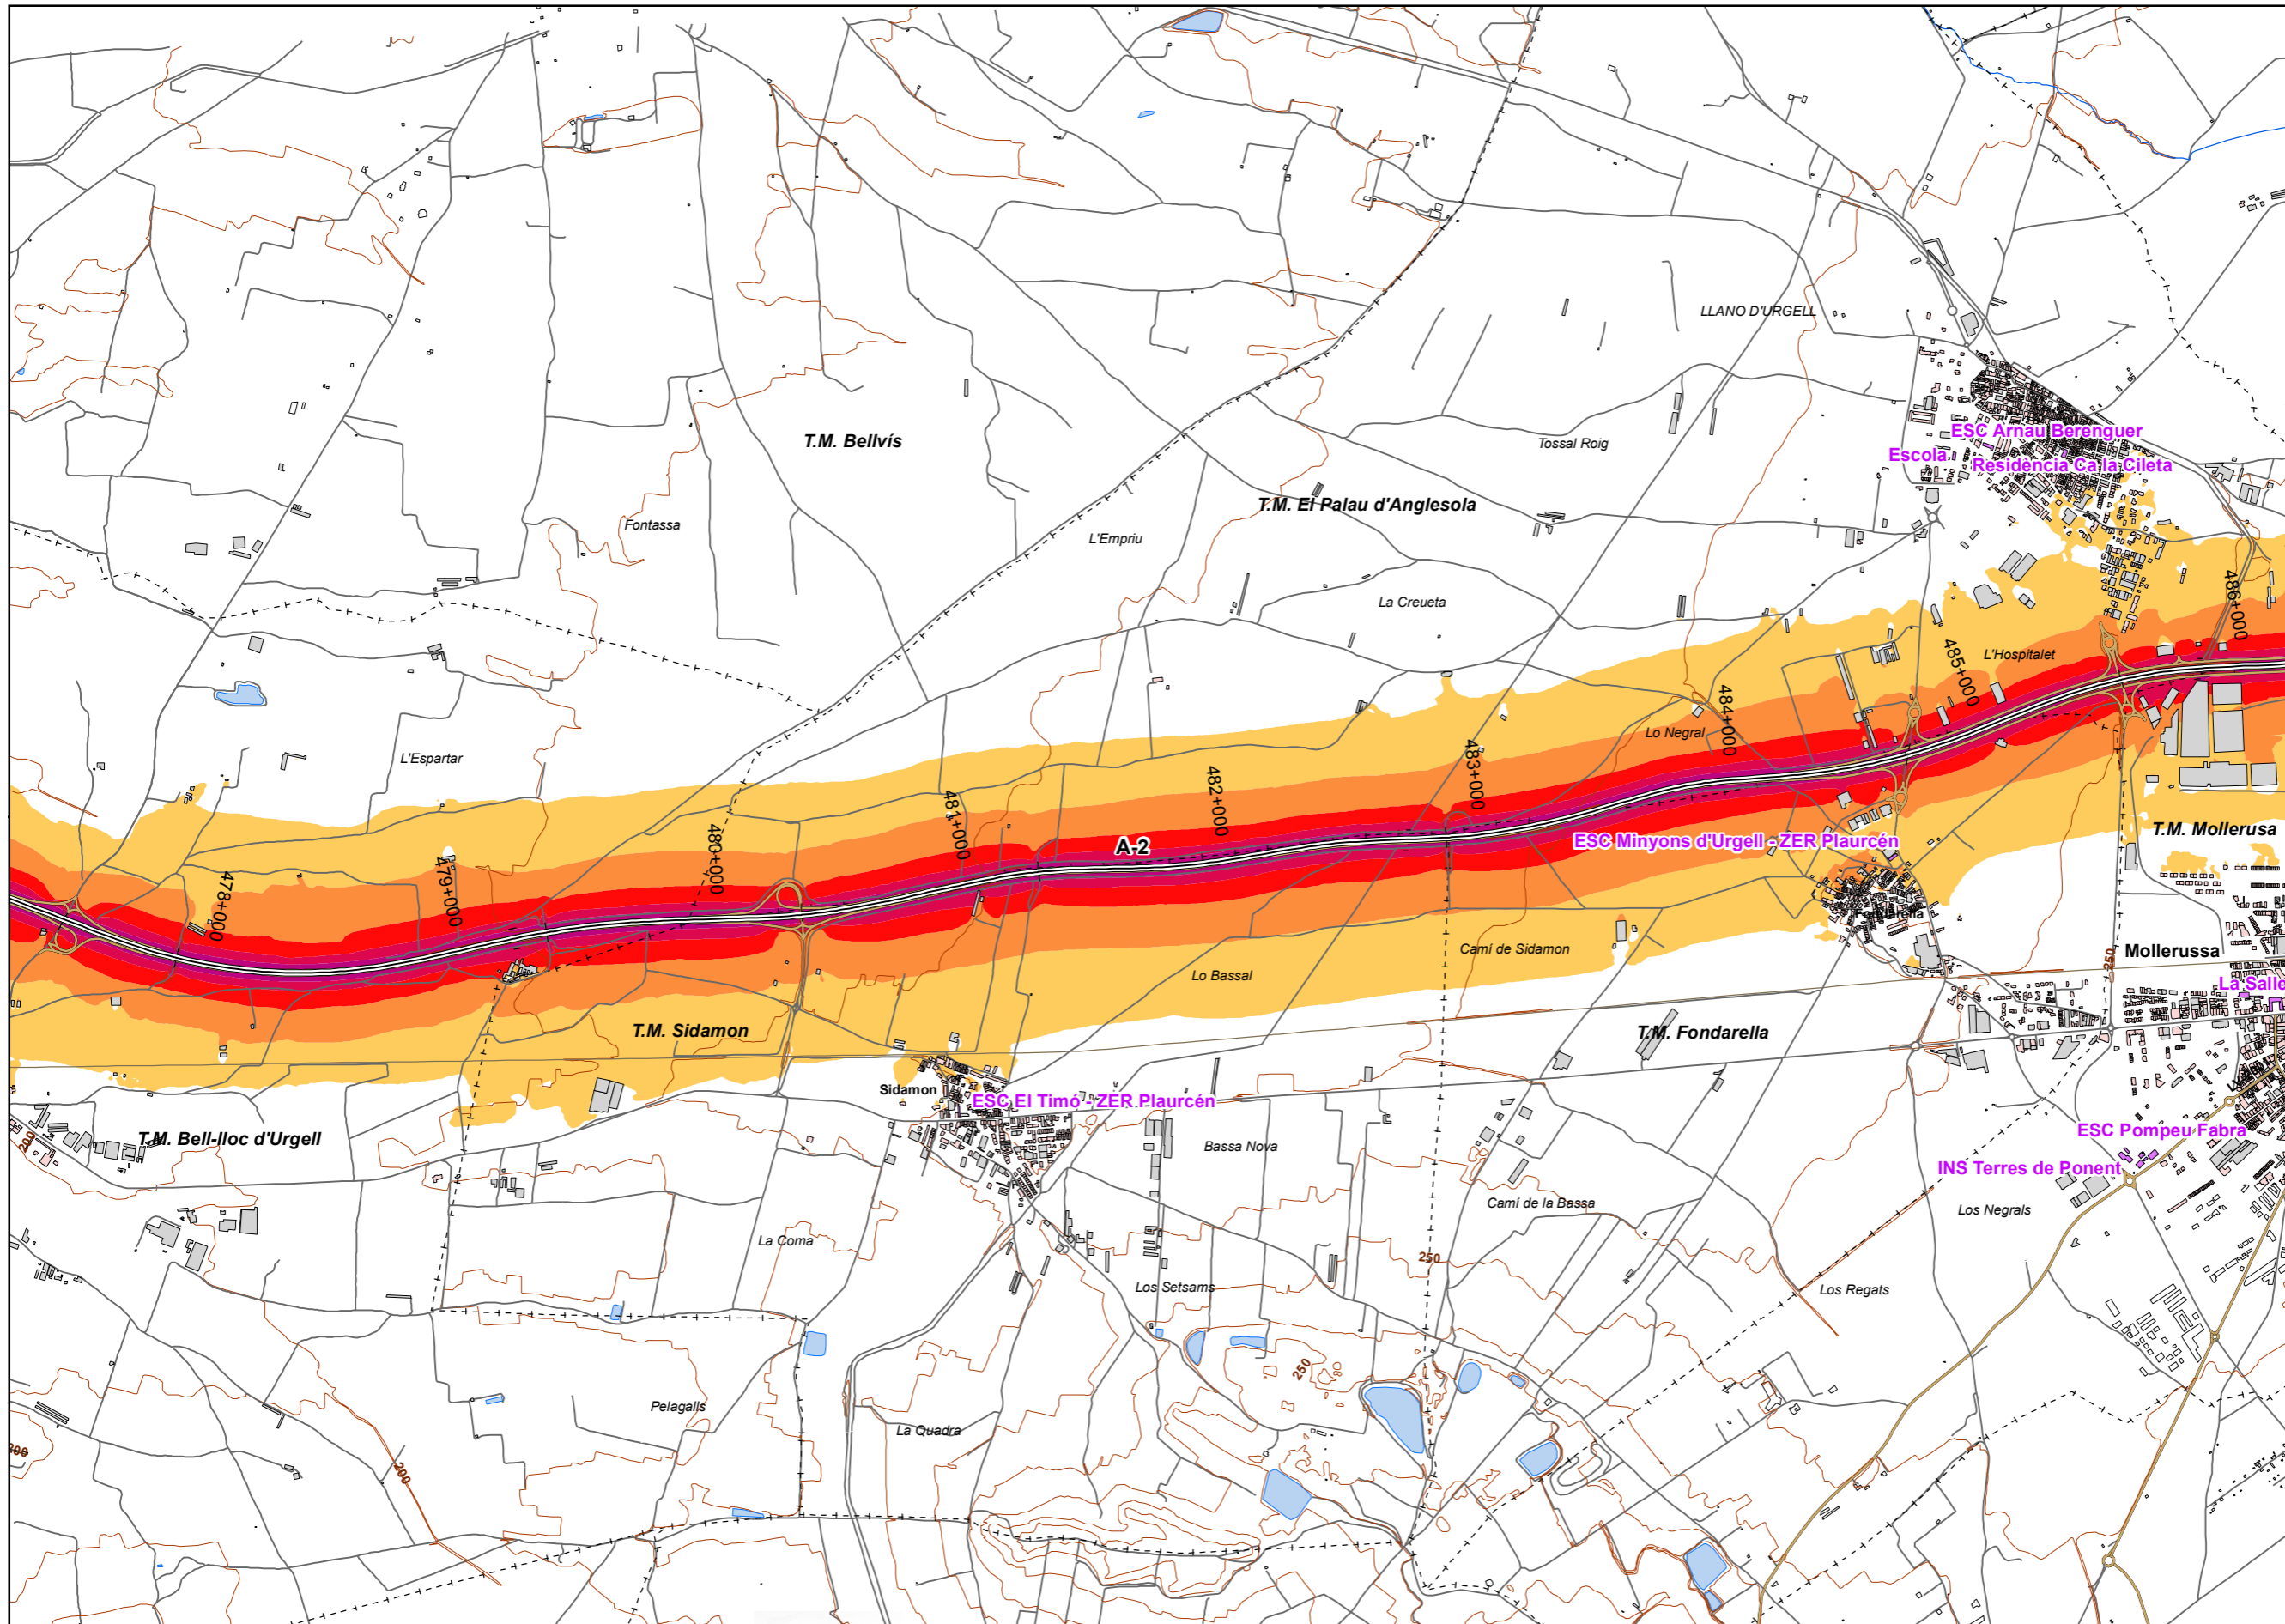 LLANO D'URGELL
T.M. Bellvís
ESC Arnau Berenguer
Tossal Roig
Escola
Residència Ca la Cileta
T.M. El Palau d'Anglesola
Fontassa
L'Empriu
La Creueta
486+000
L'Hospitalet
485+000
484+000
Lo Negral
L'Espartar
483+000
482+000
481+000
480+000
T.M. Mollerusa
A-2
ESC Minyons d'Urgell - ZER Plaurcén
479+000
478+000
Fondarella
Camí de Sidamon
Mollerussa
250
Lo Bassal
La Salle
T.M. Sidamon
T.M. Fondarella
Sidamon
ESC El Timó - ZER Plaurcén
T.M. Bell-lloc d'Urgell
200
ESC Pompeu Fabra
Bassa Nova
INS Terres de Ponent
Camí de la Bassa
Los Negrals
La Coma
250
Los Setsams
Los Regats
250
Pelagalls
La Quadra
200